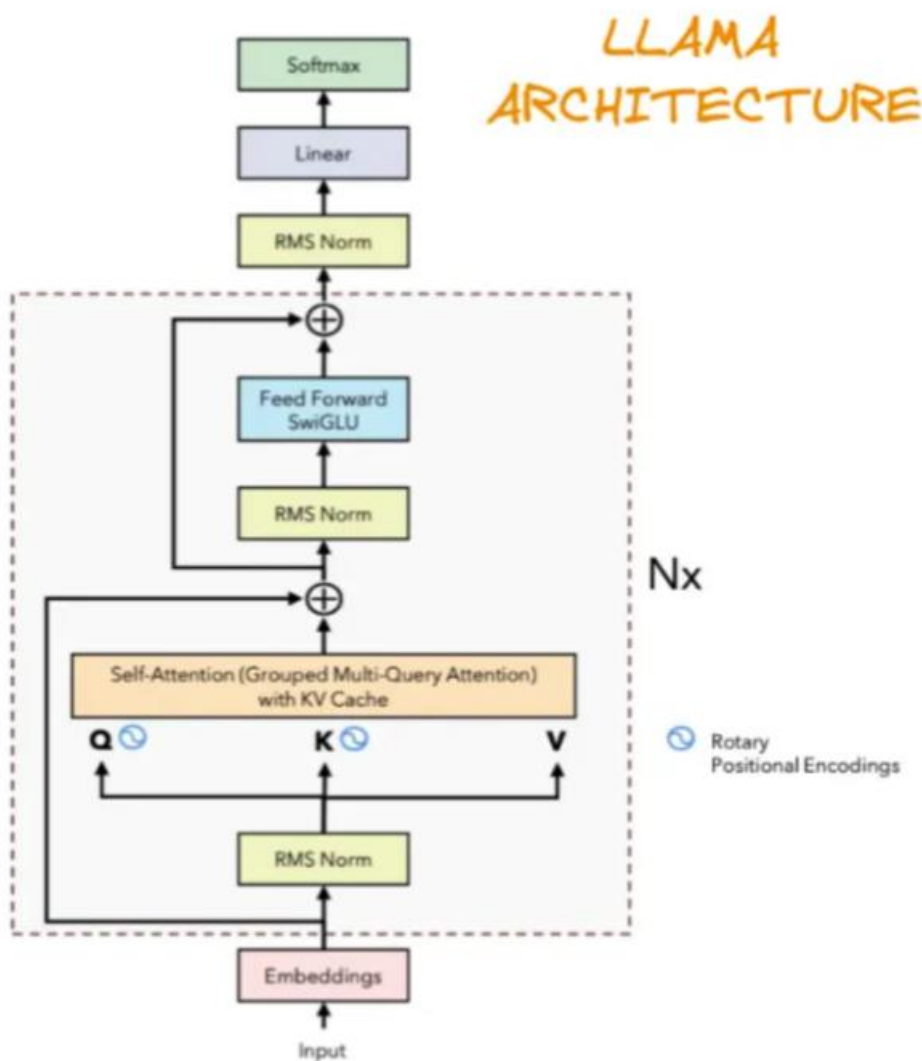 LLAMA
ARCHITECTURE
Softmax
Linear
RMS Norm
Feed Forward
SwiGLU
RMS Norm
Nx
Self-Attention (Grouped Multi-Query Attention)
with KV Cache
Q K V
Rotary
Positional Encodings
RMS Norm
Embeddings
Input